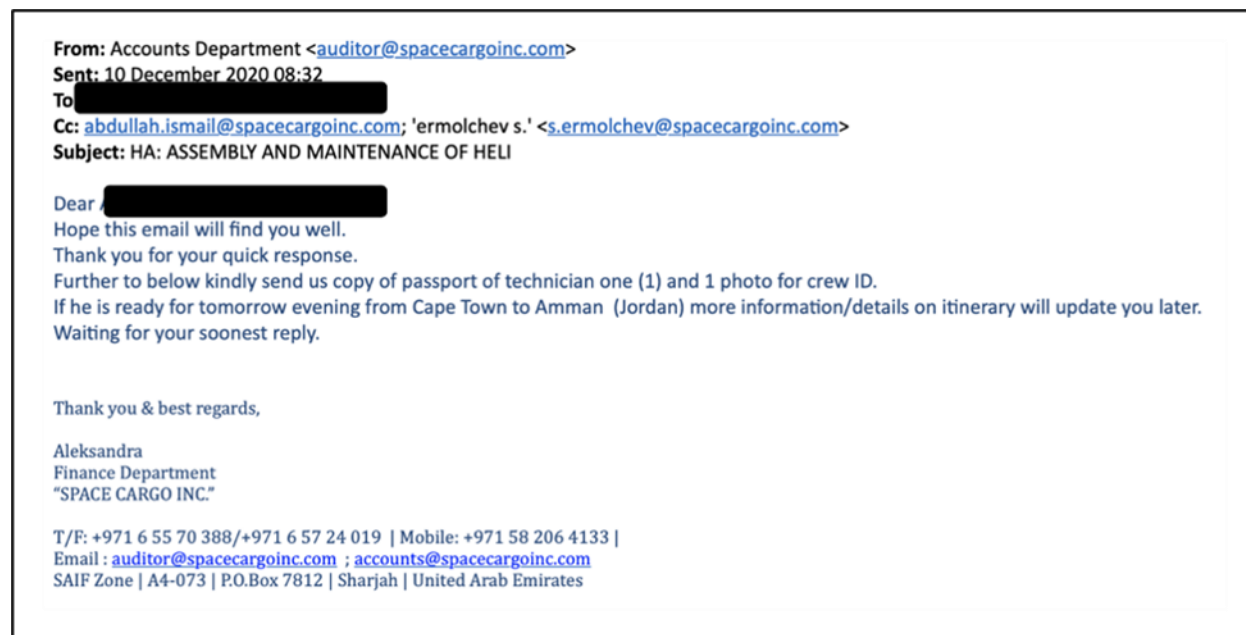 From: Accounts Department <auditor@spacecargoinc.com>
Sent: 10 December 2020 08:32
To
Cc: abdullah.ismail@spacecargoinc.com; 'ermolchev s.' <s.ermolchev@spacecargoinc.com>
Subject: HA: ASSEMBLY AND MAINTENANCE OF HELI
Dear
Hope this email will find you well.
Thank you for your quick response.
Further to below kindly send us copy of passport of technician one (1) and 1 photo for crew ID.
If he is ready for tomorrow evening from Cape Town to Amman (Jordan) more information/details on itinerary will update you later.
Waiting for your soonest reply.
Thank you & best regards,
Aleksandra
Finance Department
“SPACE CARGO INC.”
T/F: +971 6 55 70 388/+971 6 57 24 019 | Mobile: +971 58 206 4133 |
Email : auditor@spacecargoinc.com ; accounts@spacecargoinc.com
SAIF Zone | A4-073 | P.O.Box 7812 | Sharjah | United Arab Emirates